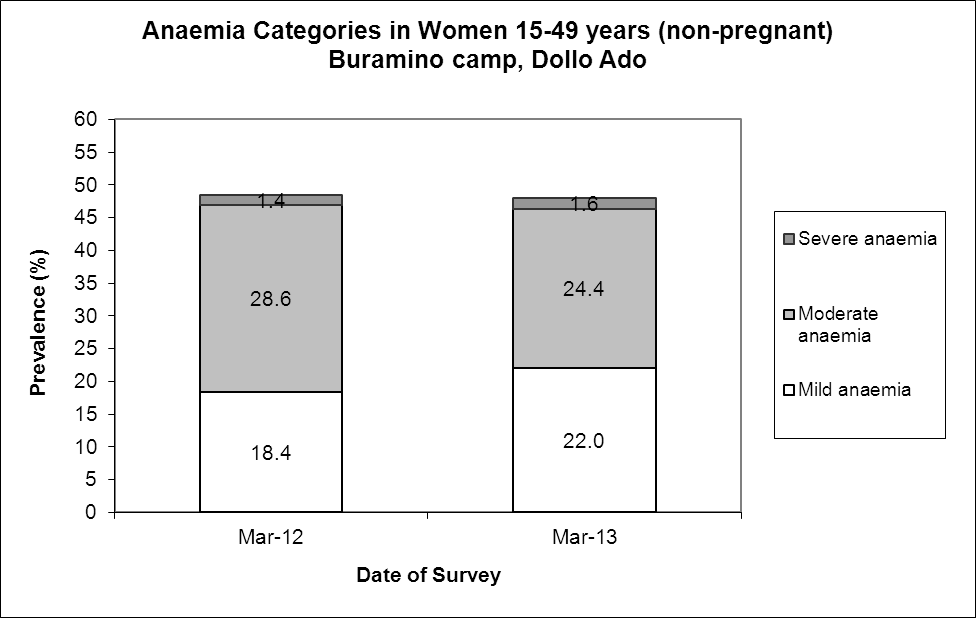 Anaemia Categories in Women 15-49 years (non-pregnant)
Buramino camp, Dollo Ado
Prevalence (%)
60
55
50
45
40
35
30
25
20
15
10
5
0
1.4
28.6
18.4
1.6
24.4
22.0
Mar-12
Mar-13
Date of Survey
Severe anaemia
Moderate
anaemia
Mild anaemia